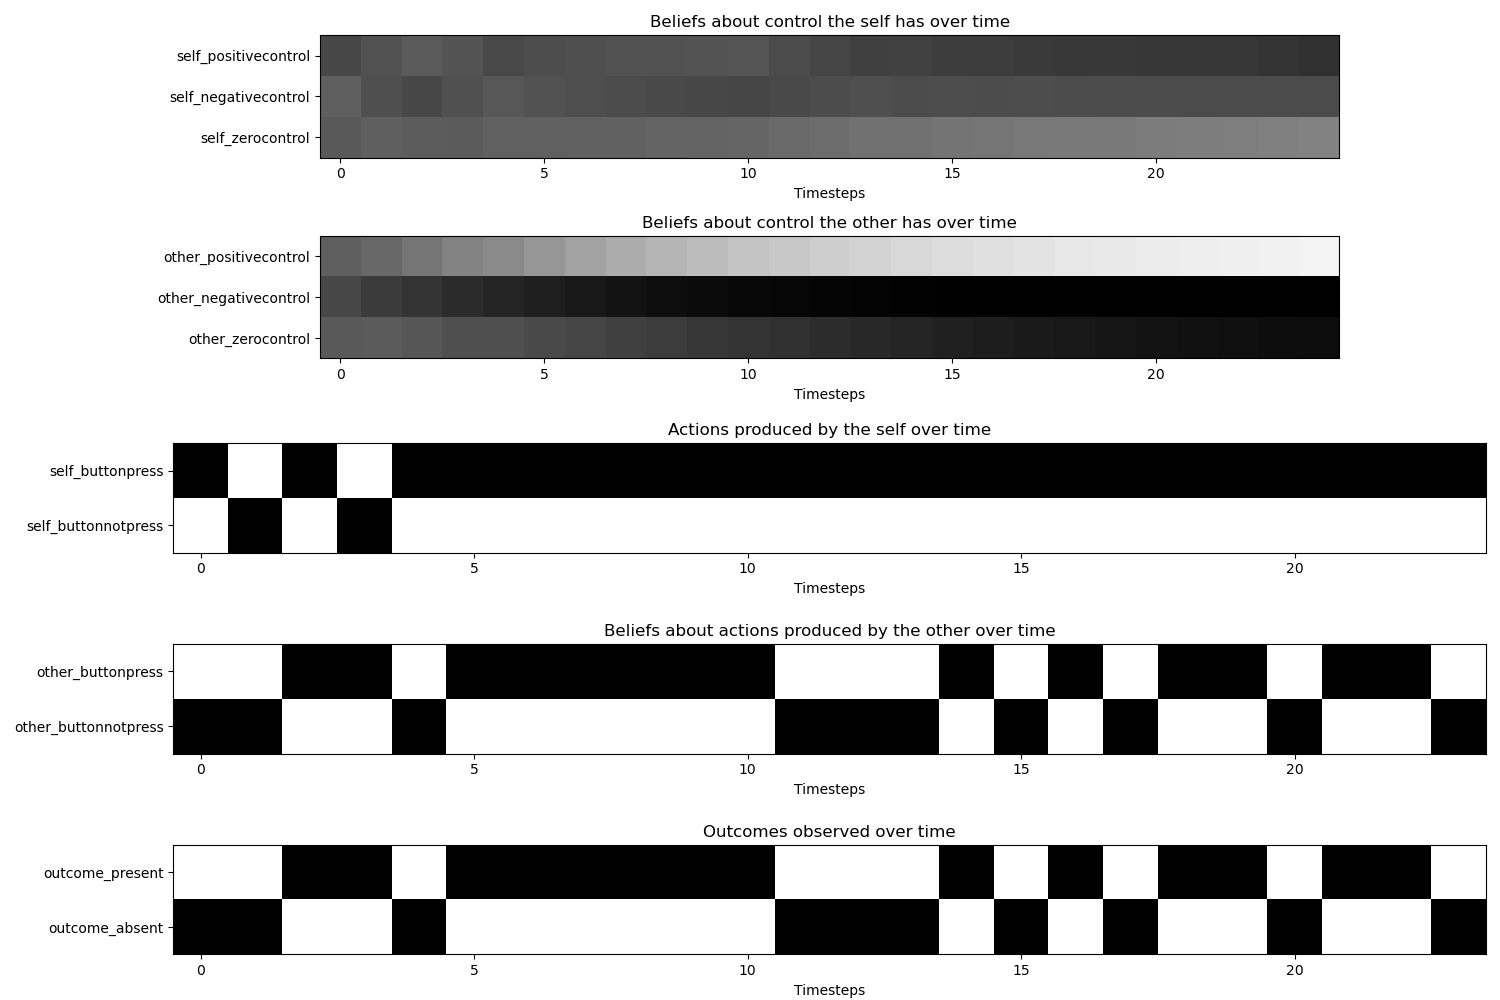 Beliefs about control the self has over time
self_positivecontrol
self_negativecontrol
self_zerocontrol
0 5 10 15 20
Timesteps
Beliefs about control the other has over time
other_positivecontrol
other_negativecontrol
other_zerocontrol
0 5 10 15 20
Timesteps
Actions produced by the self over time
self_buttonpress
self_buttonnotpress
0 5 10 15 20
Timesteps
Beliefs about actions produced by the other over time
other_buttonpress
other_buttonnotpress
0 5 10 15 20
Timesteps
Outcomes observed over time
outcome_present
outcome_absent
0 5 10 15 20
Timesteps